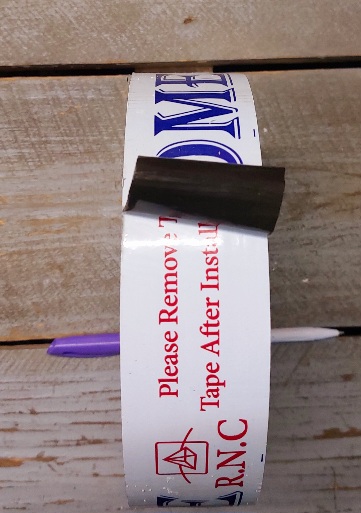 OME
Please Remove T
Tape After Install
R.N.C